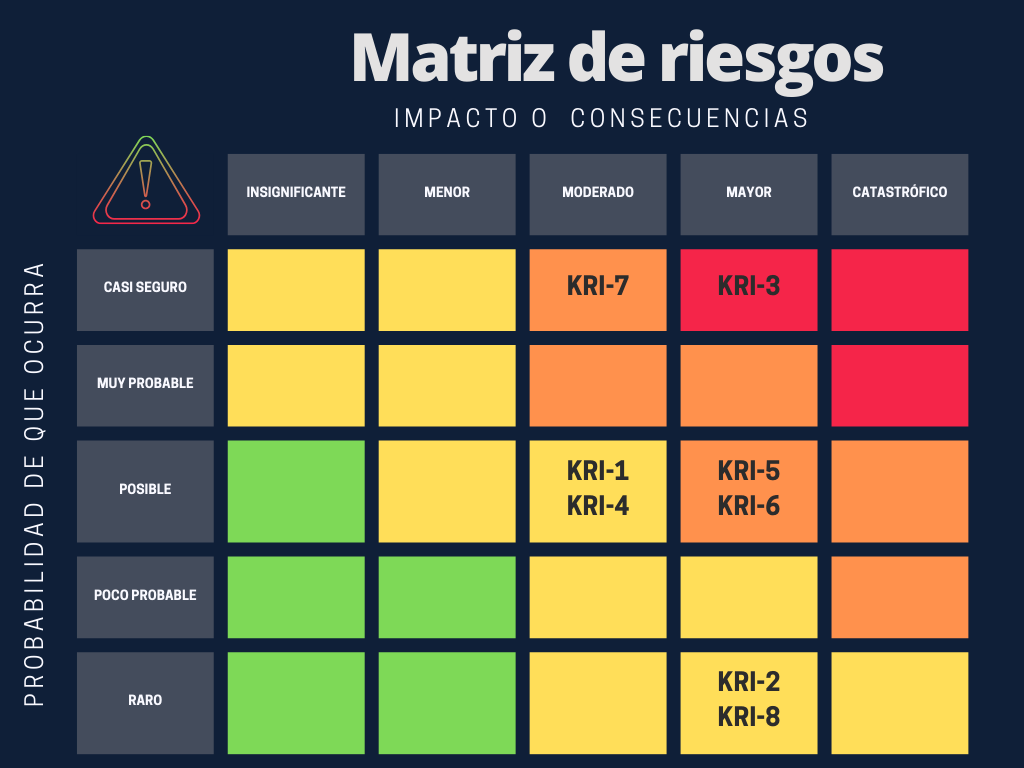 Matriz de riesgos
IMPACTO O CONSECUENCIAS
INSIGNIFICANTE
MENOR
MODERADO
MAYOR
CATASTRÓFICO
PROBABILIDAD DE QUE OCURRA
CASI SEGURO
KRI-7
KRI-3
MUY PROBABLE
POSIBLE
KRI-1
KRI-4
KRI-5
KRI-6
POCO PROBABLE
RARO
KRI-2
KRI-8